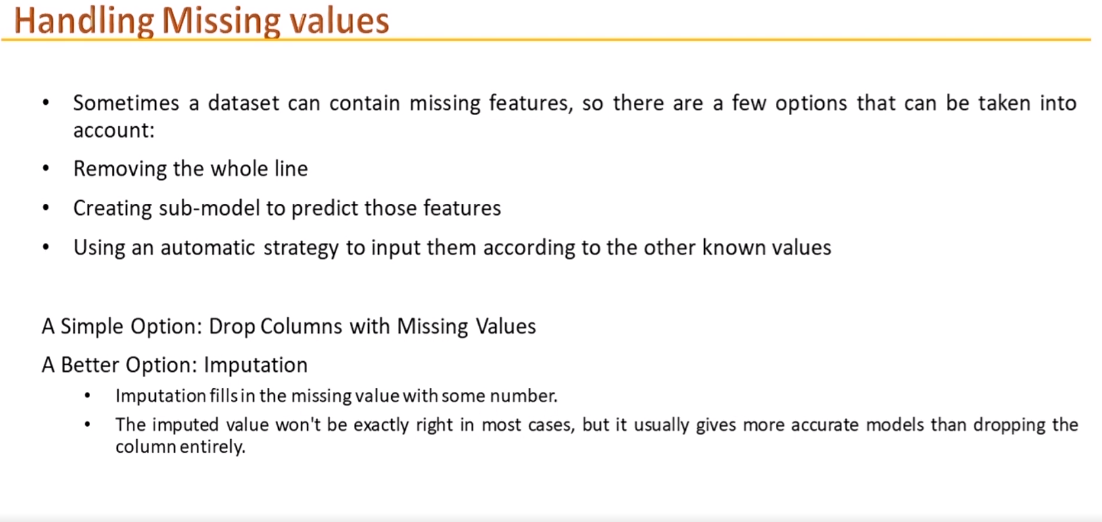 Handling Missing values
• Sometimes a dataset can contain missing features, so there are a few options that can be taken into
account:
• Removing the whole line
• Creating sub-model to predict those features
• Using an automatic strategy to input them according to the other known values
A Simple Option: Drop Columns with Missing Values
A Better Option: Imputation
• Imputation fills in the missing value with some number.
• The imputed value won't be exactly right in most cases, but it usually gives more accurate models than dropping the
column entirely.